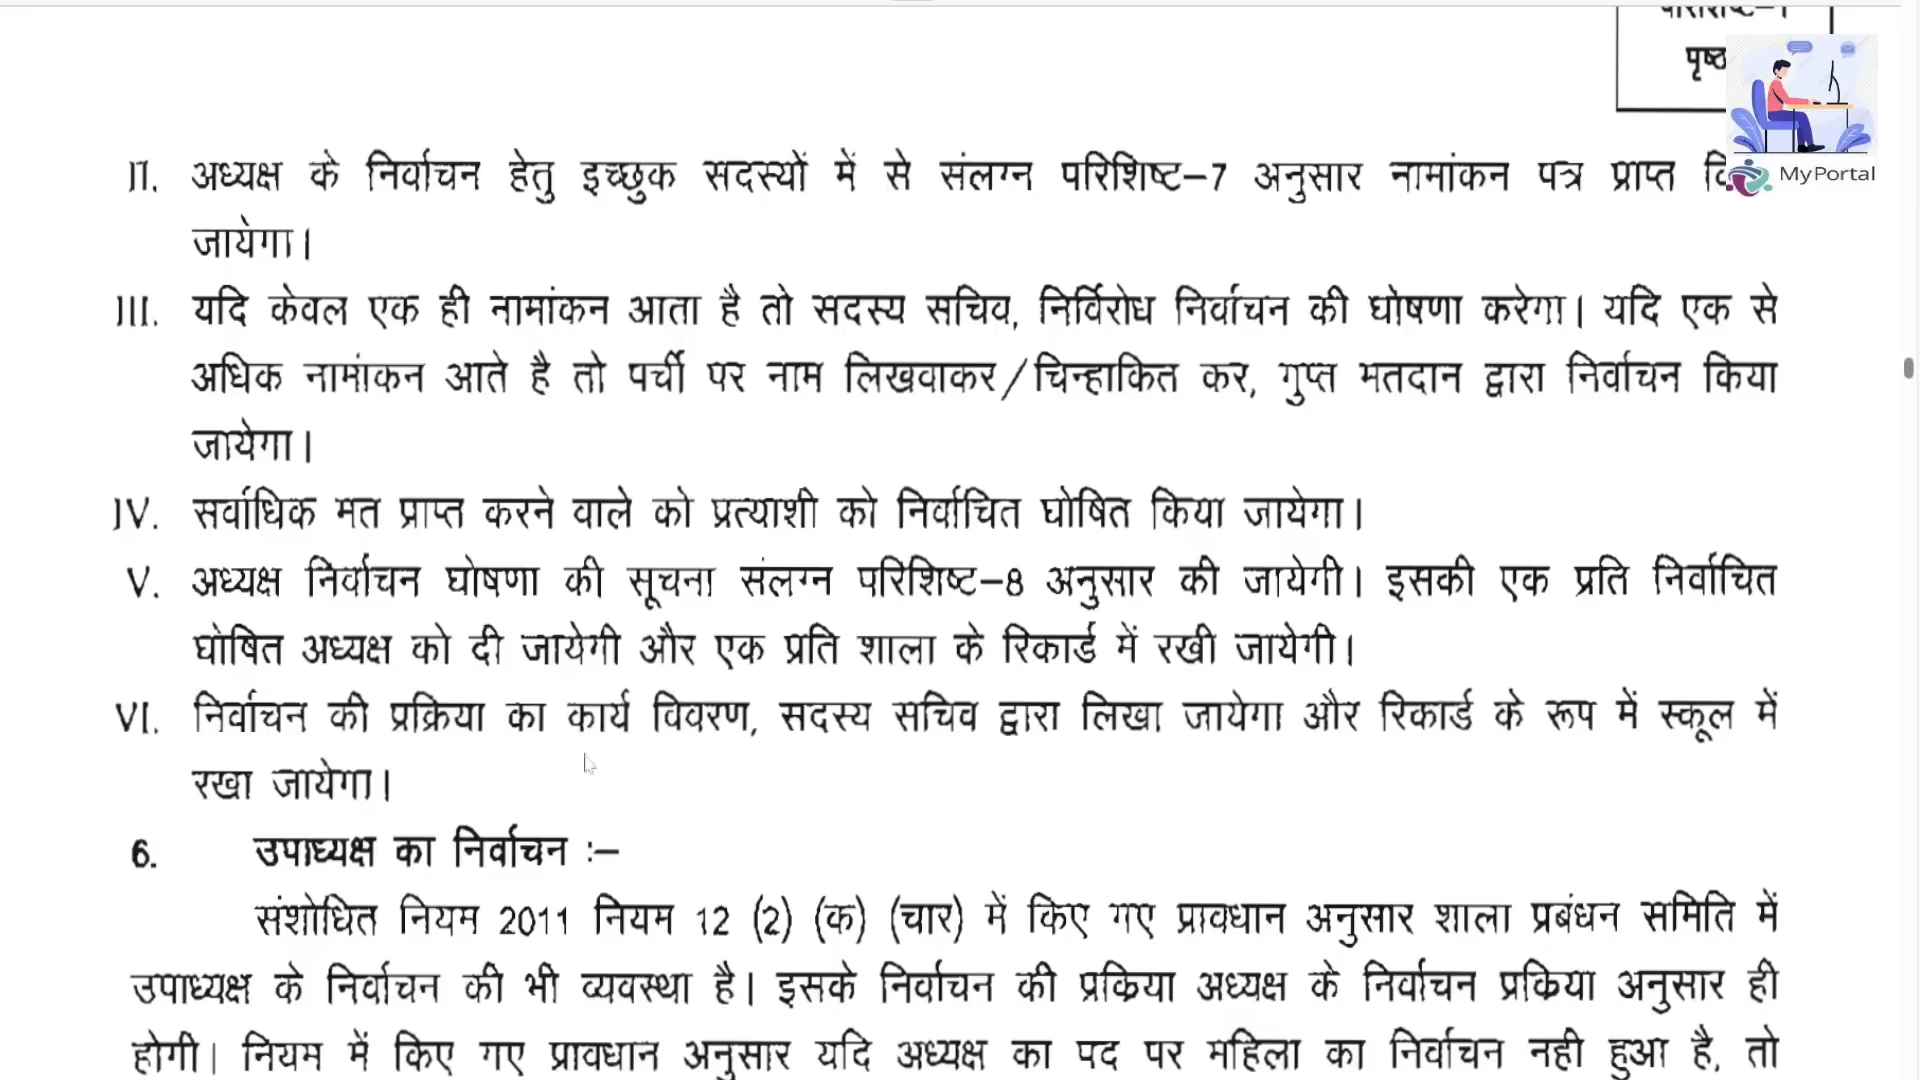 पृष्ठ
MyPortal
II. अध्यक्ष के निर्वाचन हेतु इच्छुक सदस्यों में से संलग्न परिशिष्ट–7 अनुसार नामांकन पत्र प्राप्त
जायेगा।
III. यदि केवल एक ही नामांकन आता है तो सदस्य सचिव, निर्विरोध निर्वाचन की घोषणा करेगा। यदि एक से
अधिक नामांकन आते है तो पर्ची पर नाम लिखवाकर/चिन्हाकित कर, गुप्त मतदान द्वारा निर्वाचन किया
जायेगा।
IV. सर्वाधिक मत प्राप्त करने वाले को प्रत्याशी को निर्वाचित घोषित किया जायेगा।
V. अध्यक्ष निर्वाचन घोषणा की सूचना संलग्न परिशिष्ट–8 अनुसार की जायेगी। इसकी एक प्रति निर्वाचित
घोषित अध्यक्ष को दी जायेगी और एक प्रति शाला के रिकार्ड में रखी जायेगी।
VI. निर्वाचन की प्रक्रिया का कार्य विवरण, सदस्य सचिव द्वारा लिखा जायेगा और रिकार्ड के रूप में स्कूल में
रखा जायेगा।
6. उपाध्यक्ष का निर्वाचन :–
संशोधित नियम 2011 नियम 12 (2) (क) (चार) में किए गए प्रावधान अनुसार शाला प्रबंधन समिति में
उपाध्यक्ष के निर्वाचन की भी व्यवस्था है। इसके निर्वाचन की प्रकिया अध्यक्ष के निर्वाचन प्रकिया अनुसार ही
होगी। नियम में किए गए प्रावधान अनुसार यदि अध्यक्ष का पद पर महिला का निर्वाचन नही हुआ है, तो